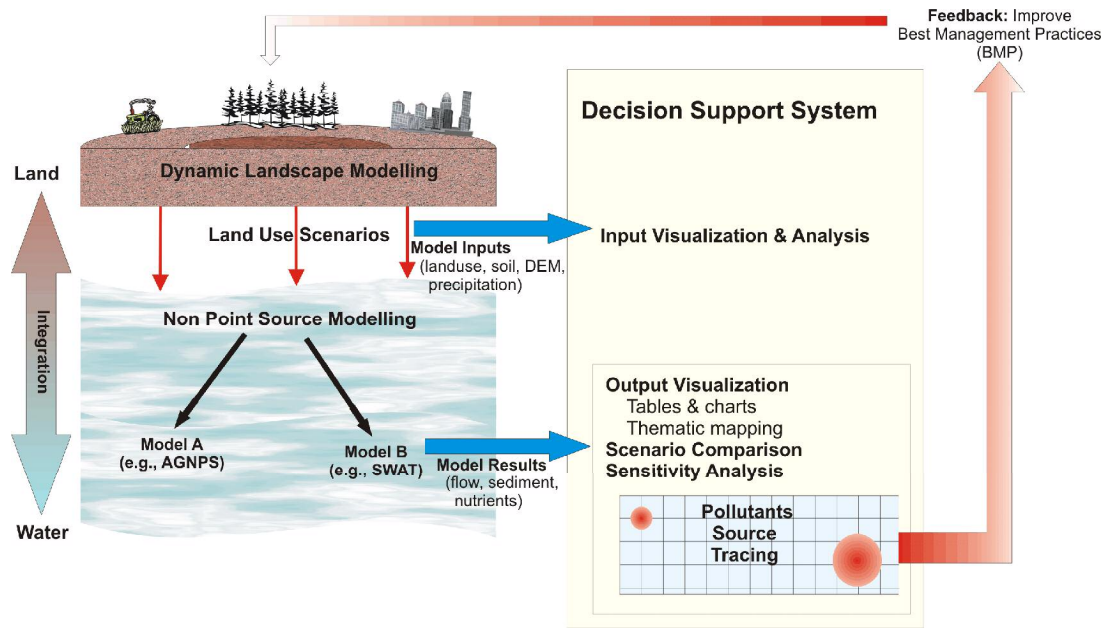 Feedback: Improve
Best Management Practices
(BMP)
Decision Support System
Land
Dynamic Landscape Modelling
Land Use Scenarios
Model Inputs
(landuse, soil, DEM,
precipitation)
Input Visualization & Analysis
Integration
Non Point Source Modelling
Model A
(e.g., AGNPS)
Model B
(e.g., SWAT)
Model Results
(flow, sediment,
nutrients)
Water
Output Visualization
Tables & charts
Thematic mapping
Scenario Comparison
Sensitivity Analysis
Pollutants
Source
Tracing